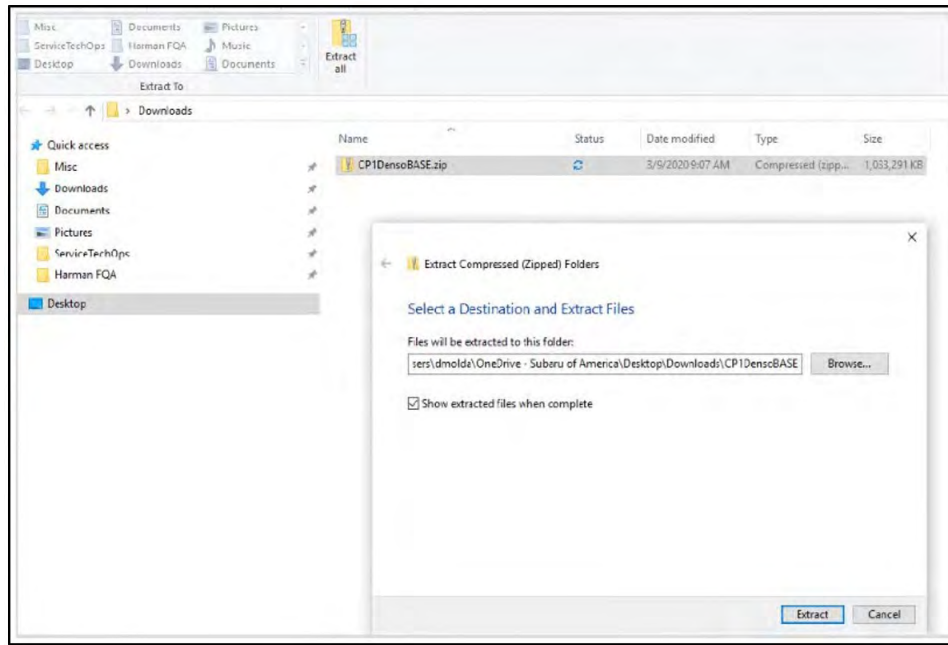 Misc Documents Pictures
ServiceTechOps Harman FQA Music
Desktop Downloads Documents
Extract all
Extract To
Downloads
Name Status Date modified Type Size
Quick access
CP1DensoBASE.zip 3/9/2020 9:07 AM Compressed (zipp... 1,033,291 KB
Misc
Downloads
Documents
Pictures
ServiceTechOps
Harman FQA
Desktop
Extract Compressed (Zipped) Folders
Select a Destination and Extract Files
Files will be extracted to this folder:
sers\dmolda\OneDrive - Subaru of America\Desktop\Downloads\CP1DensoBASE Browse...
Show extracted files when complete
Extract Cancel